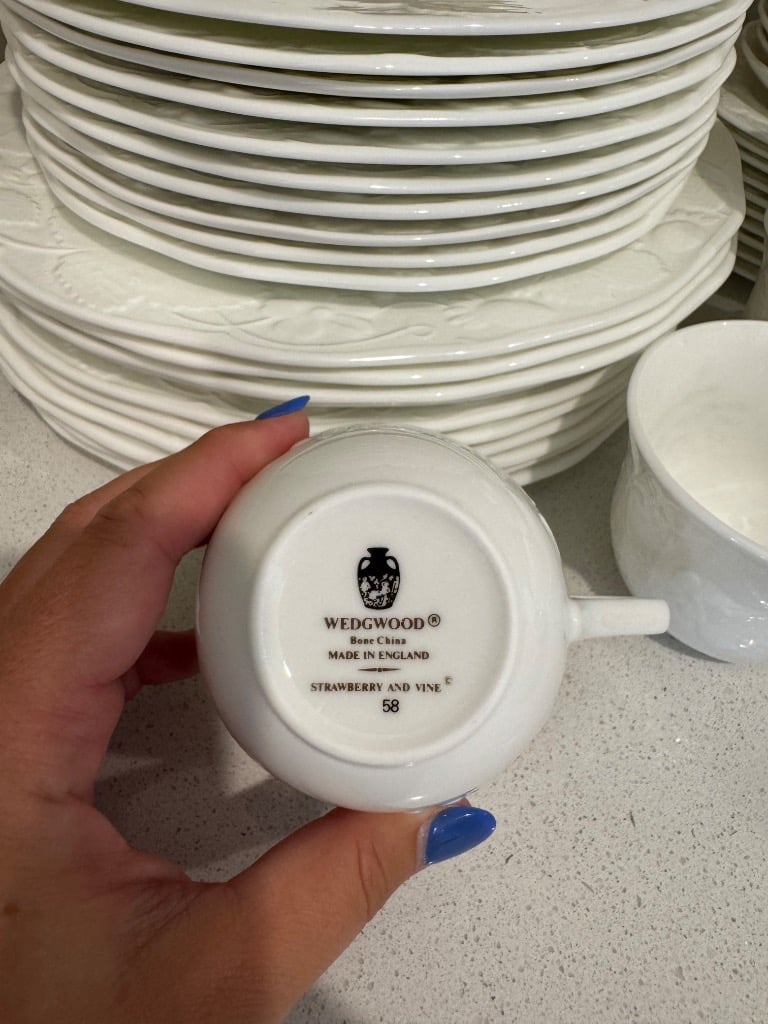 WEDGWOOD®
Bone China
MADE IN ENGLAND
STRAWBERRY AND VINE ©
58